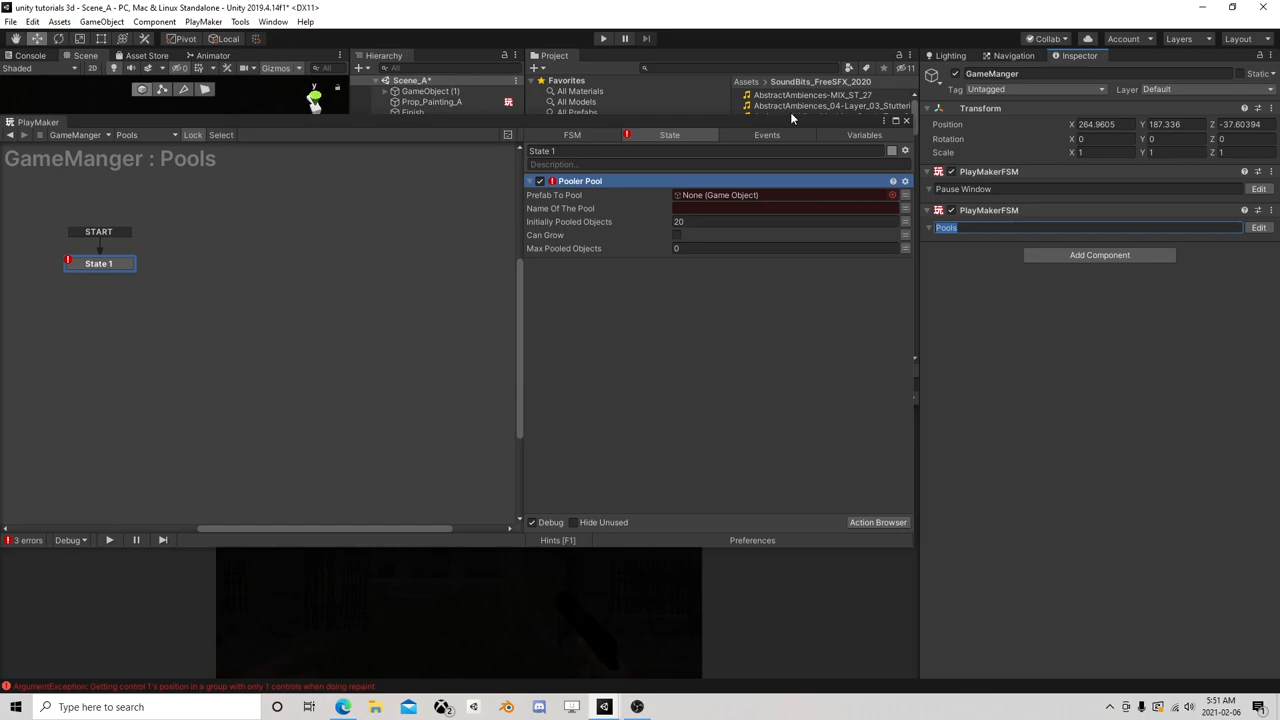 unity tutorials 3d - Scene_A - PC, Mac & Linux Standalone - Unity 2019.4.14f1* <DX11>
File Edit Assets GameObject Component PlayMaker Tools Window Help
Pivot Local Collab Account Layers Layout
Console Scene Asset Store Animator Hierarchy Project Lighting Navigation Inspector
Shaded 2D 0 Gizmos All All 11
Scene_A* Favorites Assets SoundBits_FreeSFX_2020
GameObject (1) All Materials AbstractAmbiences-MIX_ST_27
Prop_Painting_A All Models AbstractAmbiences_04-Layer_03_Stutteri
Finish All Prefabs
y
GameManger Static
Tag Untagged Layer Default
Transform
Position X 264.9605 Y 187.336 Z -37.60394
Rotation X 0 Y 0 Z 0
Scale X 1 Y 1 Z 1
PlayMakerFSM
Pause Window Edit
PlayMakerFSM
Pools Edit
Add Component
PlayMaker
GameManger Pools Lock Select
GameManger : Pools
START
State 1
FSM State Events Variables
State 1
Description...
Pooler Pool
Prefab To Pool None (Game Object)
Name Of The Pool
Initially Pooled Objects 20
Can Grow
Max Pooled Objects 0
Debug Hide Unused Action Browser
3 errors Debug Hints [F1] Preferences
ArgumentException: Getting control 1's position in a group with only 1 controls when doing repaint
Type here to search
5:51 AM
2021-02-06
1